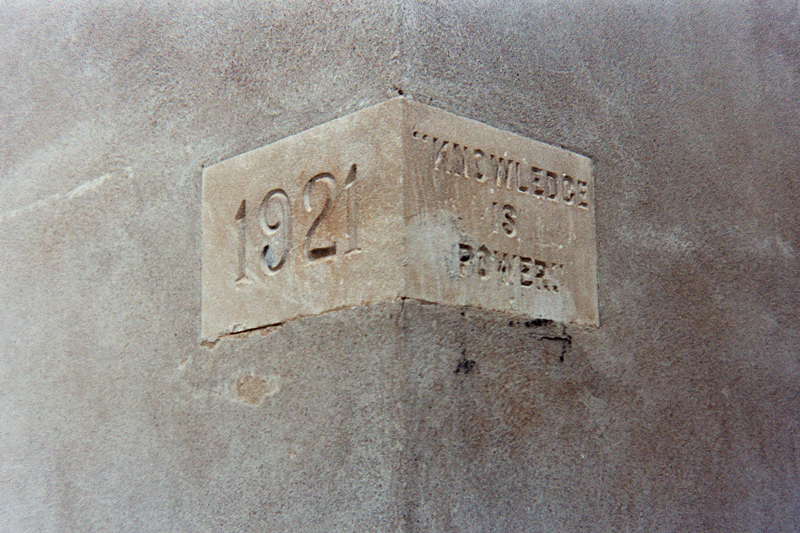 1921
“KNOWLEDGE
IS
POWER”